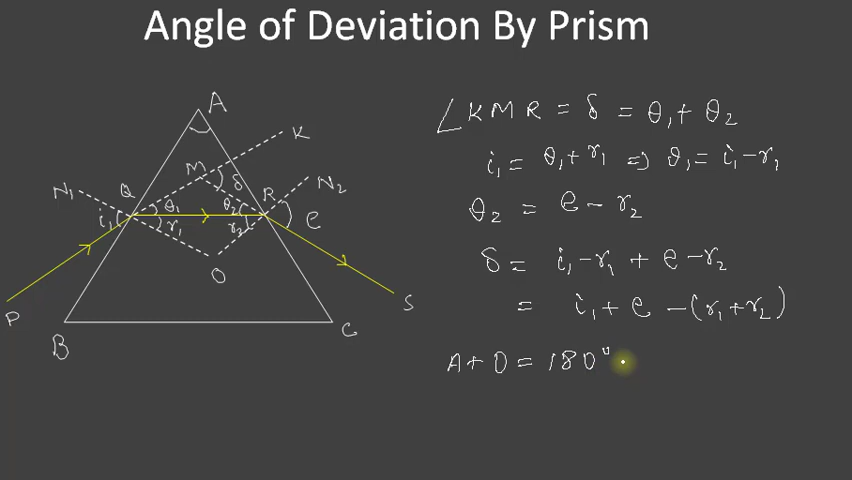 Angle of Deviation By Prism
A
K
M
N₁
Q
δ
R
N₂
i₁
θ₁
θ₂
e
r₁
r₂
O
P
S
B
C
∠KMR = δ = θ₁ + θ₂
i₁ = θ₁ + r₁ => θ₁ = i₁ - r₁
θ₂ = e - r₂
δ = i₁ - r₁ + e - r₂
= i₁ + e - (r₁ + r₂)
A + O = 180°